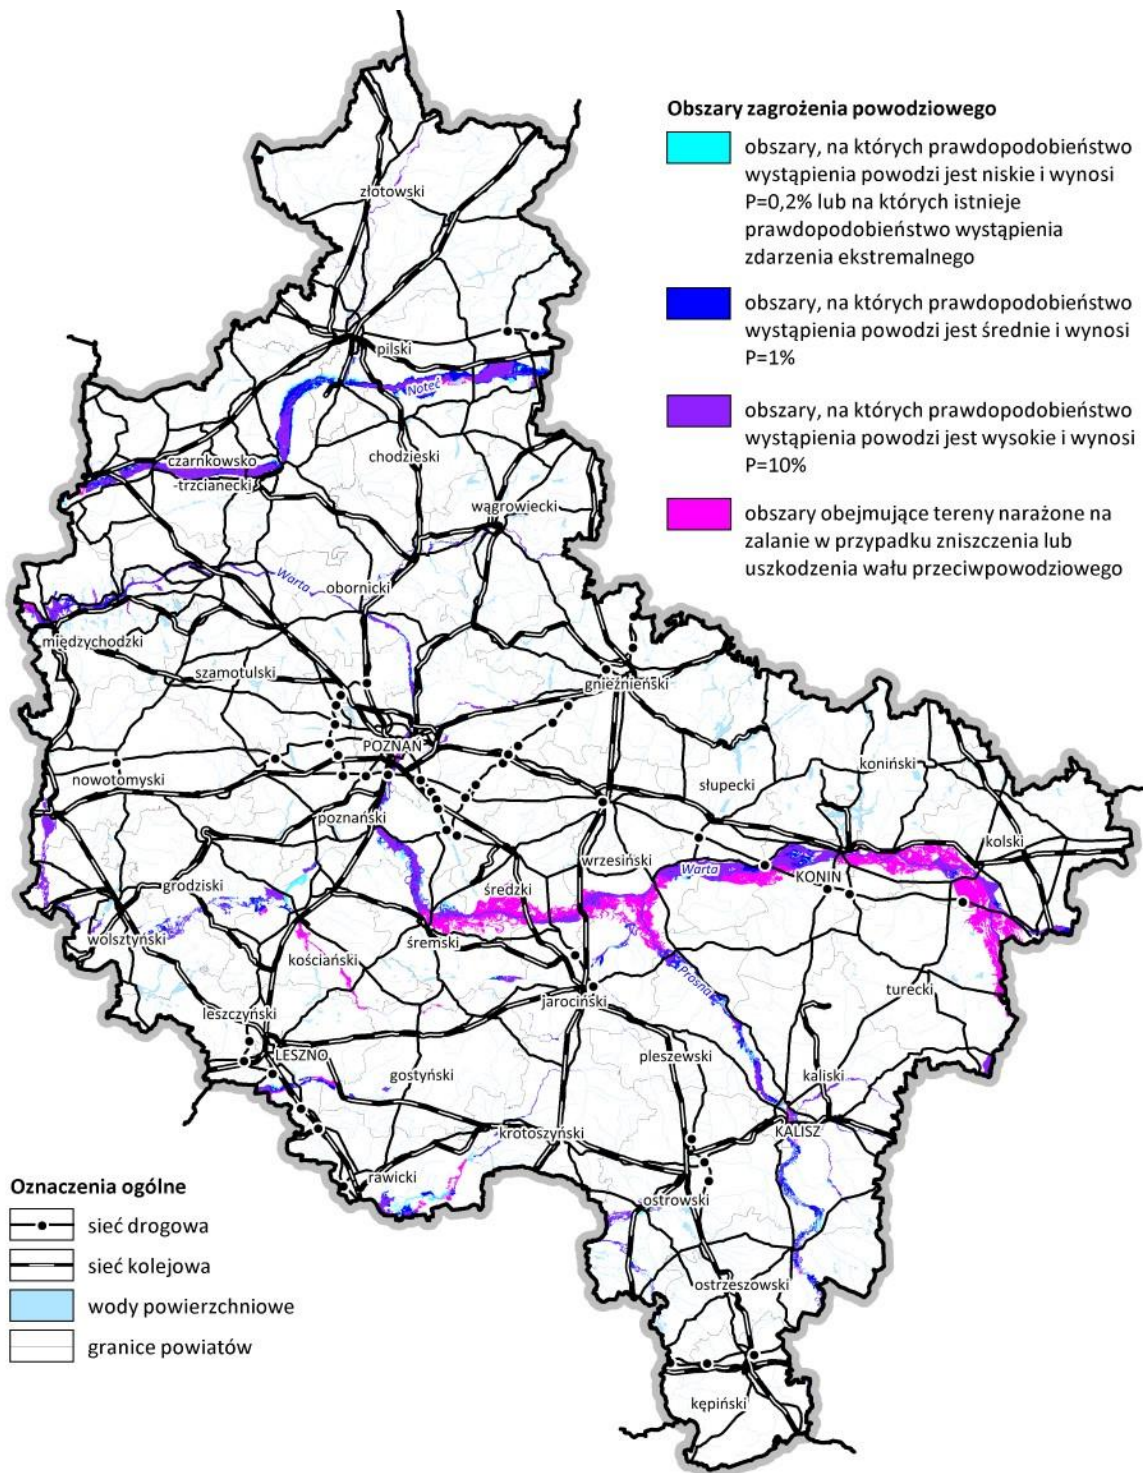 Obszary zagrożenia powodziowego
obszary, na których prawdopodobieństwo
wystąpienia powodzi jest niskie i wynosi
P=0,2% lub na których istnieje
prawdopodobieństwo wystąpienia
zdarzenia ekstremalnego
obszary, na których prawdopodobieństwo
wystąpienia powodzi jest średnie i wynosi
P=1%
obszary, na których prawdopodobieństwo
wystąpienia powodzi jest wysokie i wynosi
P=10%
obszary obejmujące tereny narażone na
zalanie w przypadku zniszczenia lub
uszkodzenia wału przeciwpowodziowego
złotowski
pilski
Noteć
czarnkowsko
-trzcianecki
chodzieski
wągrowiecki
Warta
obornicki
międzychodzki
szamotulski
gnieźnieński
POZNAŃ
nowotomyski
koniński
słupecki
poznański
kolski
wrzesiński
Warta
KONIN
grodziski
średzki
wolsztyński
śremski
kościański
Prosna
turecki
jarociński
leszczyński
LESZNO
pleszewski
gostyński
kaliski
krotoszyński
KALISZ
rawicki
ostrowski
ostrzeszowski
kępiński
Oznaczenia ogólne
sieć drogowa
sieć kolejowa
wody powierzchniowe
granice powiatów